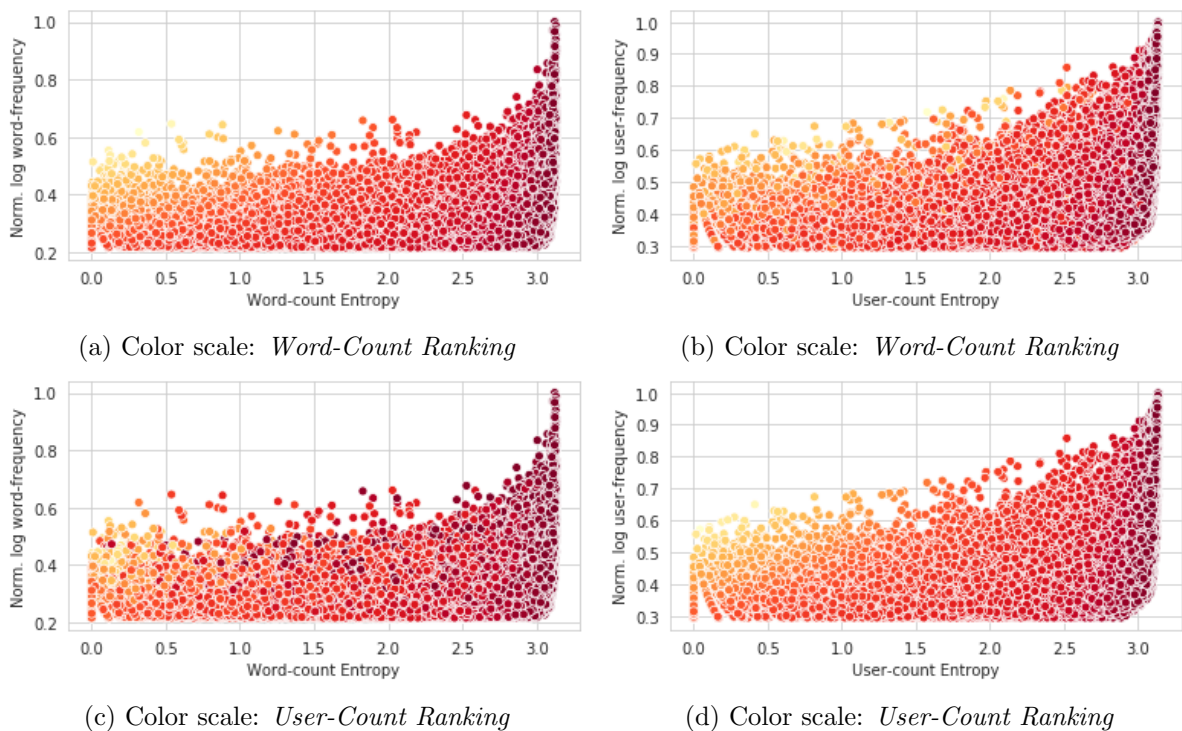 1.0
0.8
0.6
0.4
0.2
Norm. log word-frequency
0.0 0.5 1.0 1.5 2.0 2.5 3.0
Word-count Entropy
(a) Color scale: Word-Count Ranking
1.0
0.9
0.8
0.7
0.6
0.5
0.4
0.3
Norm. log user-frequency
0.0 0.5 1.0 1.5 2.0 2.5 3.0
User-count Entropy
(b) Color scale: Word-Count Ranking
1.0
0.8
0.6
0.4
0.2
Norm. log word-frequency
0.0 0.5 1.0 1.5 2.0 2.5 3.0
Word-count Entropy
(c) Color scale: User-Count Ranking
1.0
0.9
0.8
0.7
0.6
0.5
0.4
0.3
Norm. log user-frequency
0.0 0.5 1.0 1.5 2.0 2.5 3.0
User-count Entropy
(d) Color scale: User-Count Ranking